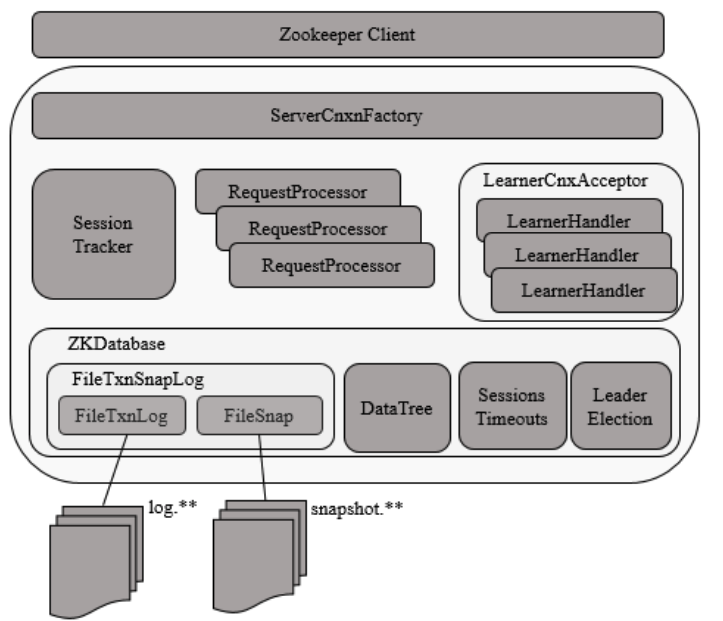 Zookeeper Client
ServerCnxnFactory
Session
Tracker
RequestProcessor
RequestProcessor
RequestProcessor
LearnerCnxAcceptor
LearnerHandler
LearnerHandler
LearnerHandler
ZKDatabase
FileTxnSnapLog
FileTxnLog
FileSnap
DataTree
Sessions
Timeouts
Leader
Election
log.**
snapshot.**